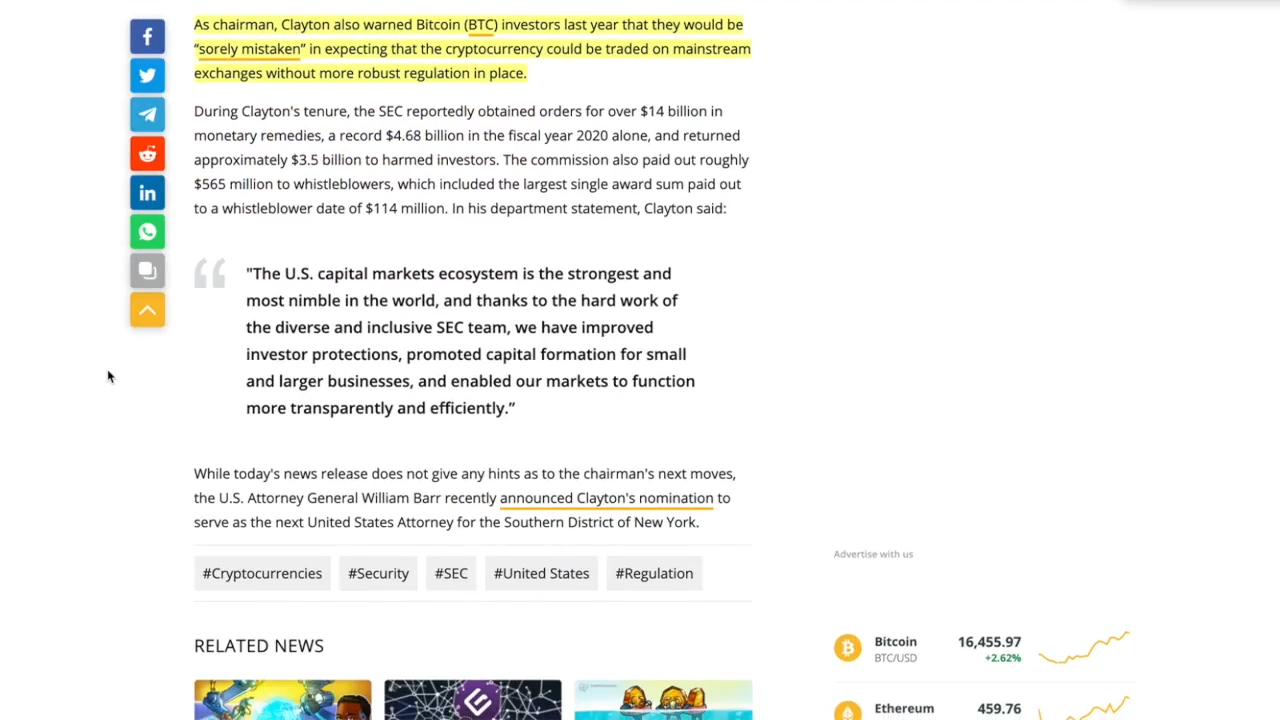 As chairman, Clayton also warned Bitcoin (BTC) investors last year that they would be
“sorely mistaken” in expecting that the cryptocurrency could be traded on mainstream
exchanges without more robust regulation in place.
During Clayton's tenure, the SEC reportedly obtained orders for over $14 billion in
monetary remedies, a record $4.68 billion in the fiscal year 2020 alone, and returned
approximately $3.5 billion to harmed investors. The commission also paid out roughly
$565 million to whistleblowers, which included the largest single award sum paid out
to a whistleblower date of $114 million. In his department statement, Clayton said:
"The U.S. capital markets ecosystem is the strongest and
most nimble in the world, and thanks to the hard work of
the diverse and inclusive SEC team, we have improved
investor protections, promoted capital formation for small
and larger businesses, and enabled our markets to function
more transparently and efficiently.”
While today's news release does not give any hints as to the chairman's next moves,
the U.S. Attorney General William Barr recently announced Clayton's nomination to
serve as the next United States Attorney for the Southern District of New York.
#Cryptocurrencies #Security #SEC #United States #Regulation
RELATED NEWS
Advertise with us
Bitcoin 16,455.97
BTC/USD +2.62%
Ethereum 459.76